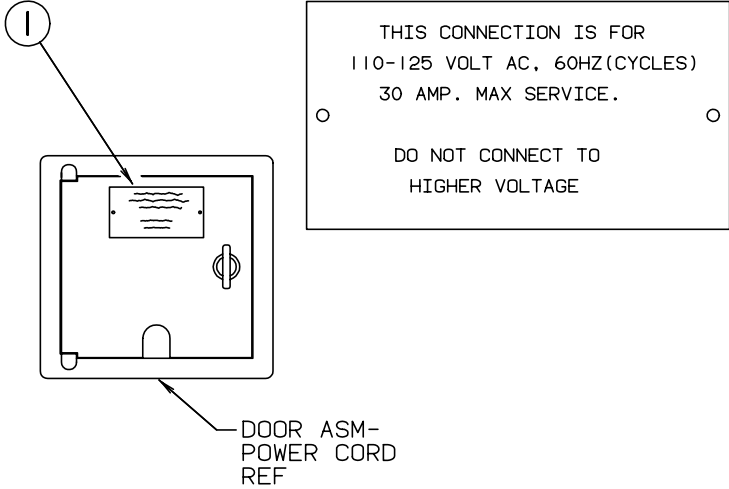 1
THIS CONNECTION IS FOR
110-125 VOLT AC, 60HZ(CYCLES)
30 AMP. MAX SERVICE.
DO NOT CONNECT TO
HIGHER VOLTAGE
DOOR ASM-
POWER CORD
REF